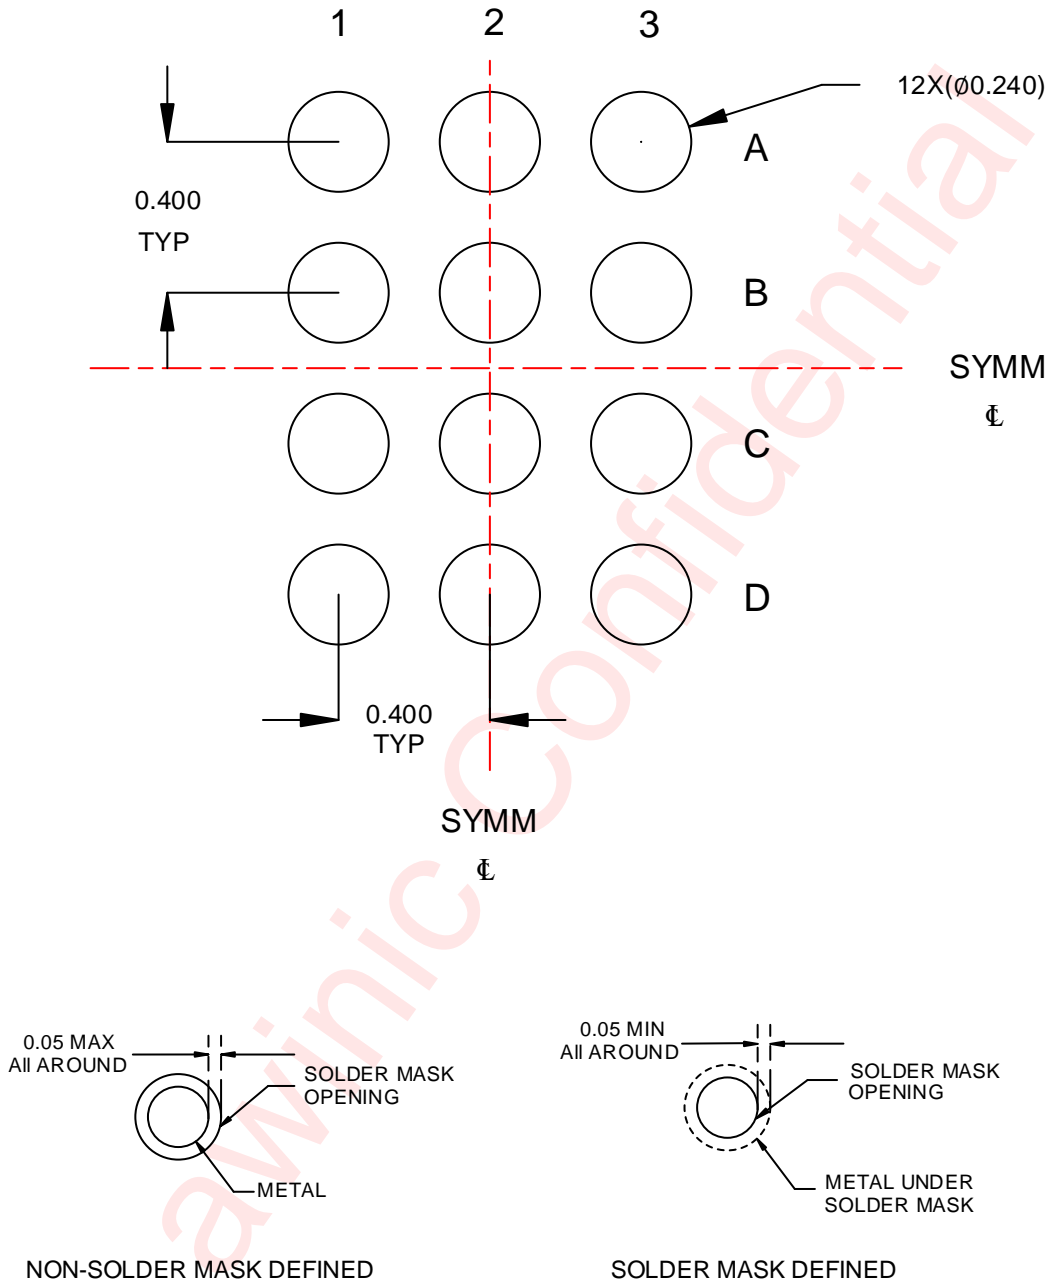 1 2 3
12X(Ø0.240)
A
0.400
TYP
B
SYMM
℄
C
D
0.400
TYP
SYMM
℄
awinic Confidential
0.05 MAX
All AROUND
SOLDER MASK
OPENING
METAL
NON-SOLDER MASK DEFINED
0.05 MIN
All AROUND
SOLDER MASK
OPENING
METAL UNDER
SOLDER MASK
SOLDER MASK DEFINED